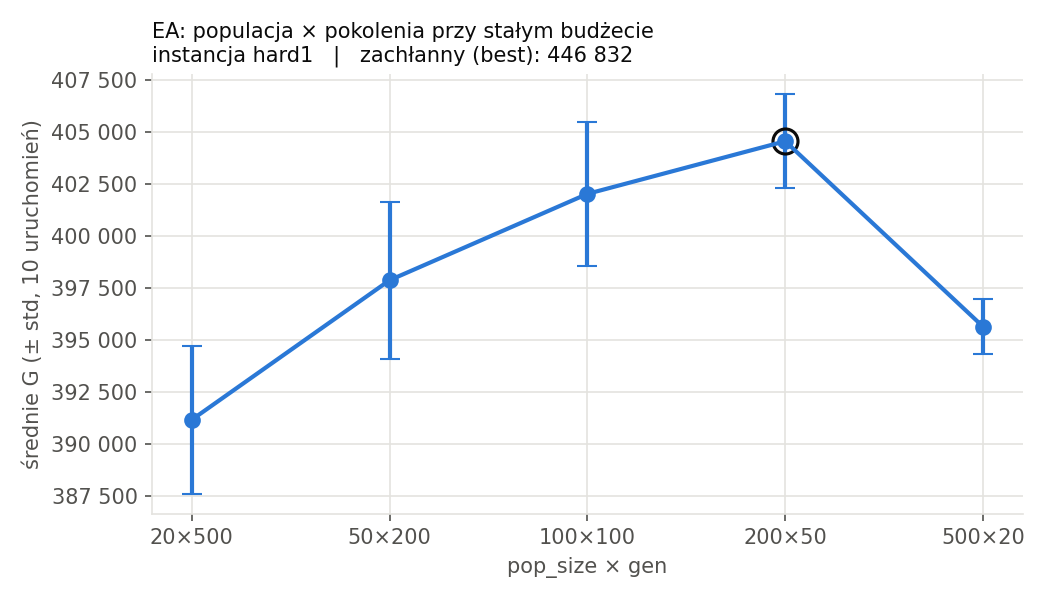 EA: populacja × pokolenia przy stałym budżecie
instancja hard1 | zachłanny (best): 446 832
407 500
405 000
402 500
400 000
397 500
395 000
392 500
390 000
387 500
średnie G (± std, 10 uruchomień)
20×500 50×200 100×100 200×50 500×20
pop_size × gen